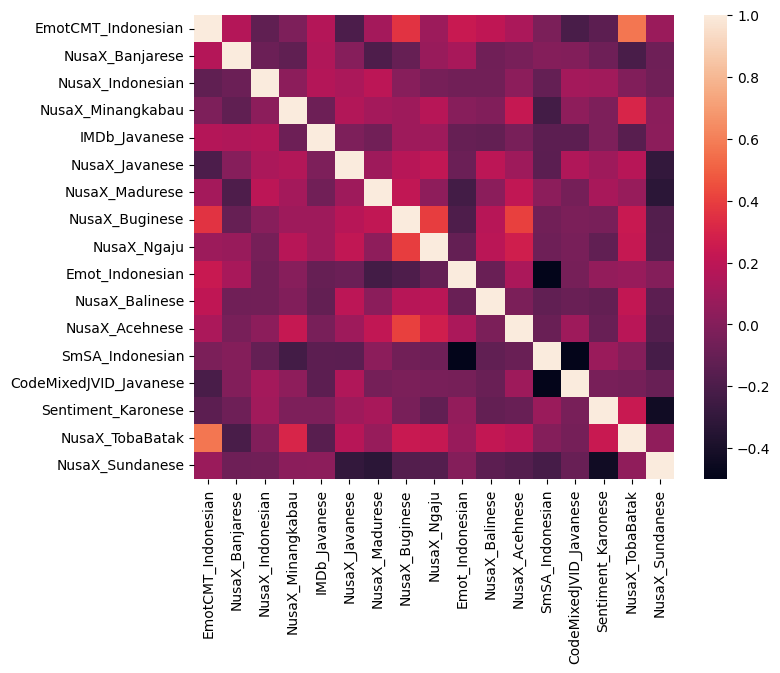 EmotCMT_Indonesian
NusaX_Banjarese
NusaX_Indonesian
NusaX_Minangkabau
IMDb_Javanese
NusaX_Javanese
NusaX_Madurese
NusaX_Buginese
NusaX_Ngaju
Emot_Indonesian
NusaX_Balinese
NusaX_Acehnese
SmSA_Indonesian
CodeMixedJVID_Javanese
Sentiment_Karonese
NusaX_TobaBatak
NusaX_Sundanese
EmotCMT_Indonesian
NusaX_Banjarese
NusaX_Indonesian
NusaX_Minangkabau
IMDb_Javanese
NusaX_Javanese
NusaX_Madurese
NusaX_Buginese
NusaX_Ngaju
Emot_Indonesian
NusaX_Balinese
NusaX_Acehnese
SmSA_Indonesian
CodeMixedJVID_Javanese
Sentiment_Karonese
NusaX_TobaBatak
NusaX_Sundanese
1.0
0.8
0.6
0.4
0.2
0.0
−0.2
−0.4